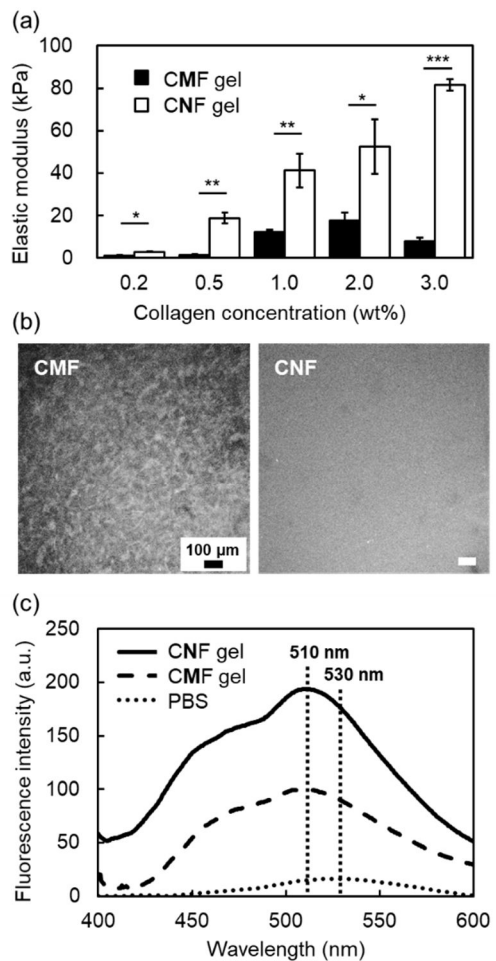 (a)
Elastic modulus (kPa)
100
80
60
40
20
0
CMF gel
CNF gel
*
**
**
*
***
0.2 0.5 1.0 2.0 3.0
Collagen concentration (wt%)
(b)
CMF
100 µm
CNF
(c)
Fluorescence intensity (a.u.)
250
200
150
100
50
0
CNF gel
CMF gel
PBS
510 nm
530 nm
400 450 500 550 600
Wavelength (nm)